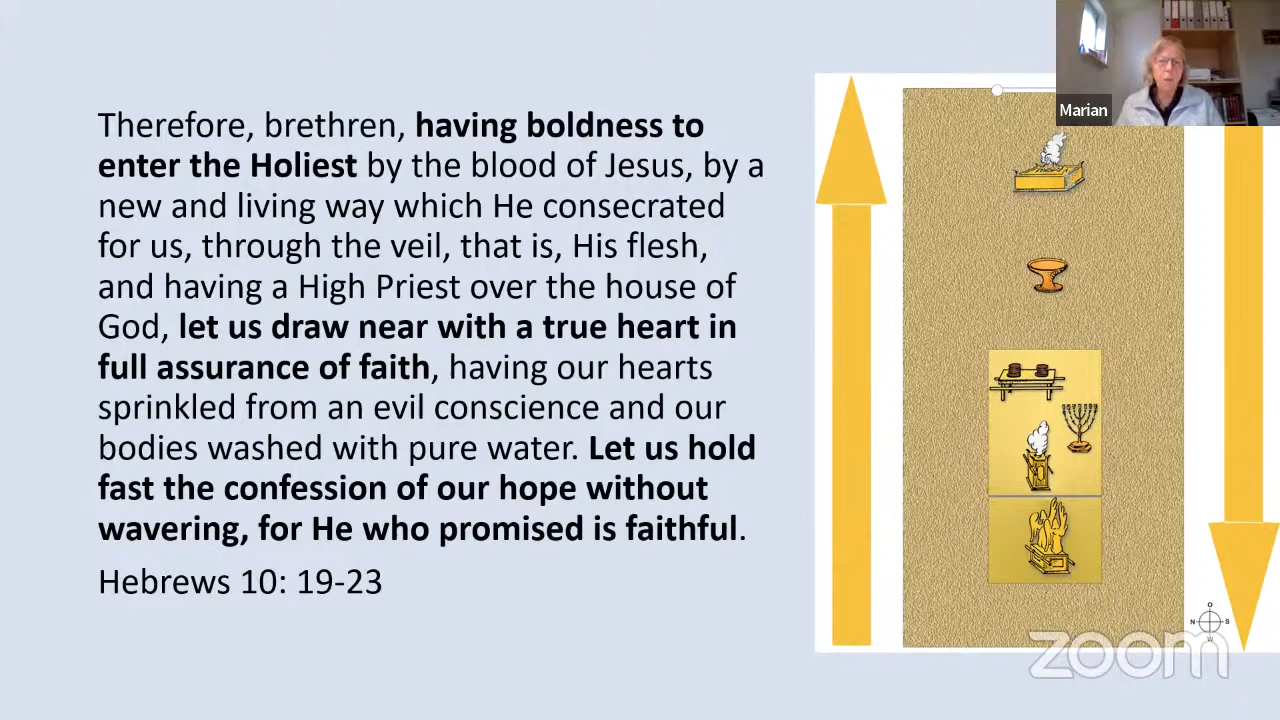 Therefore, brethren, having boldness to
enter the Holiest by the blood of Jesus, by a
new and living way which He consecrated
for us, through the veil, that is, His flesh,
and having a High Priest over the house of
God, let us draw near with a true heart in
full assurance of faith, having our hearts
sprinkled from an evil conscience and our
bodies washed with pure water. Let us hold
fast the confession of our hope without
wavering, for He who promised is faithful.
Hebrews 10: 19-23
Marian
O
N S
W
zoom